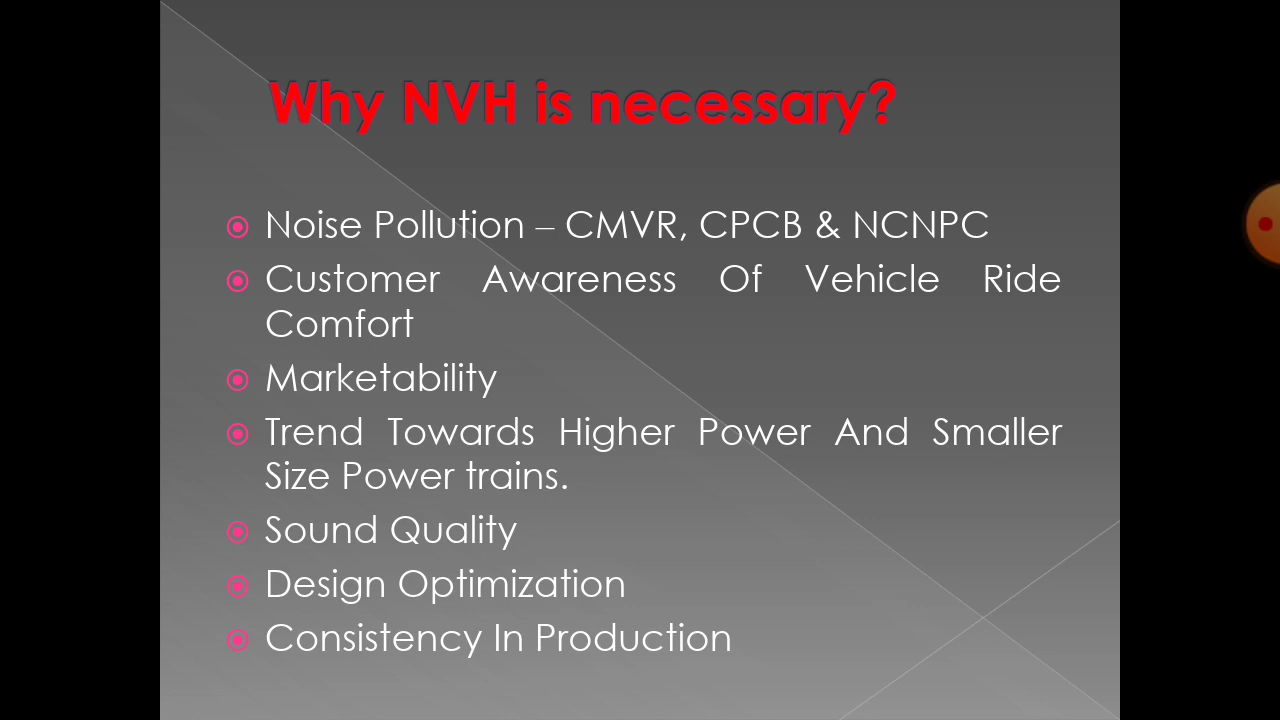 Why NVH is necessary?
Noise Pollution – CMVR, CPCB & NCNPC
Customer Awareness Of Vehicle Ride
Comfort
Marketability
Trend Towards Higher Power And Smaller
Size Power trains.
Sound Quality
Design Optimization
Consistency In Production